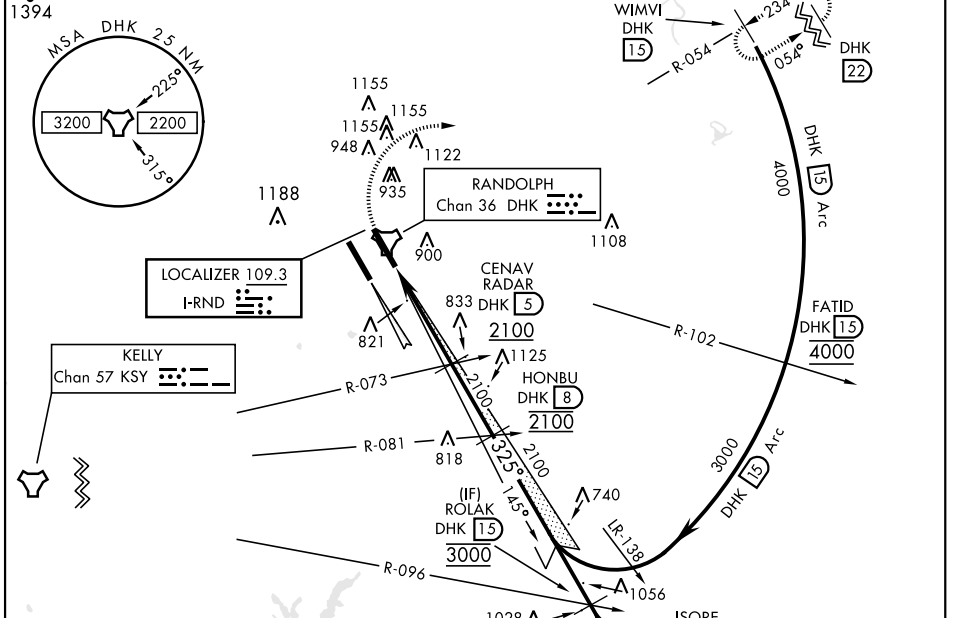 1394
MSA DHK 25 NM
225°
3200
2200
315°
WIMVI
DHK
15
R-054
234
054°
DHK
22
1155
1155
1155
948
1122
935
1188
RANDOLPH
Chan 36 DHK
1108
900
LOCALIZER 109.3
I-RND
CENAV
RADAR
DHK 5
2100
833
821
DHK 15 Arc
4000
FATID
DHK 15
4000
R-102
KELLY
Chan 57 KSY
R-073
1125
2100
HONBU
DHK 8
2100
R-081
818
325°
2100
145°
740
3000
DHK 15 Arc
(IF)
ROLAK
DHK 15
3000
LR-138
R-096
1056
1028